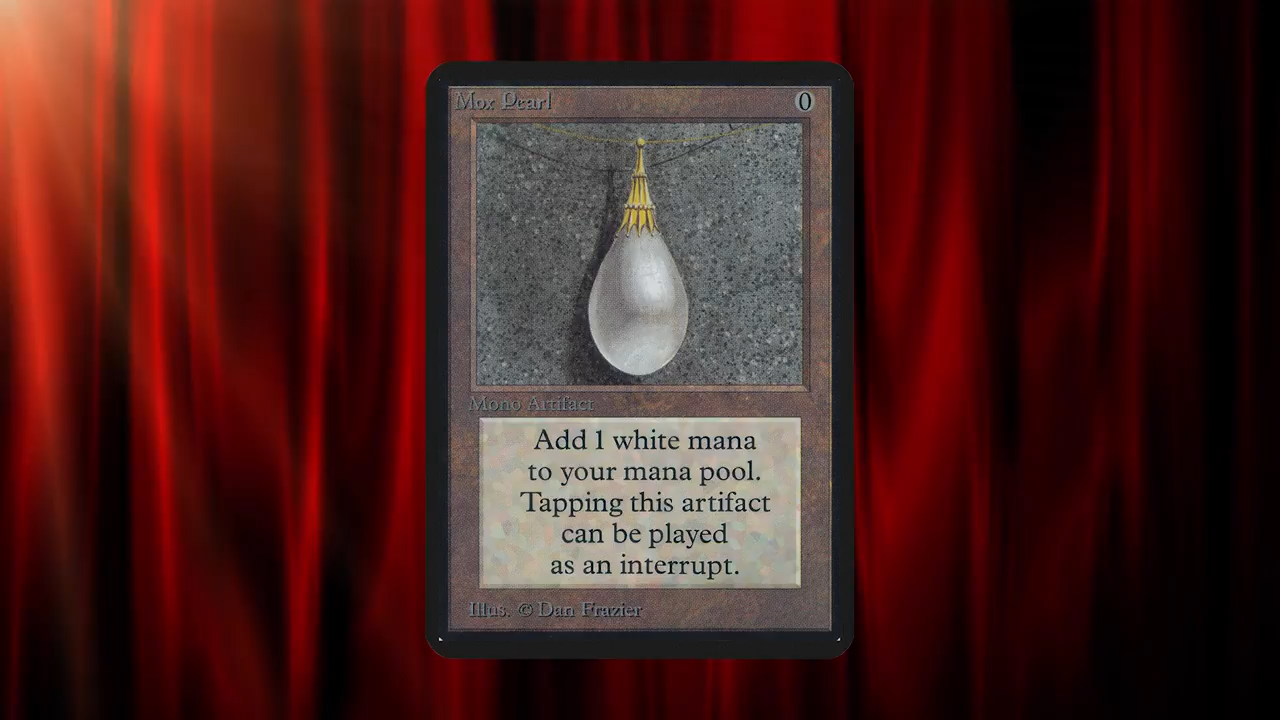 Mox Pearl 0
Mono Artifact
Add 1 white mana
to your mana pool.
Tapping this artifact
can be played
as an interrupt.
Illus. © Dan Frazier